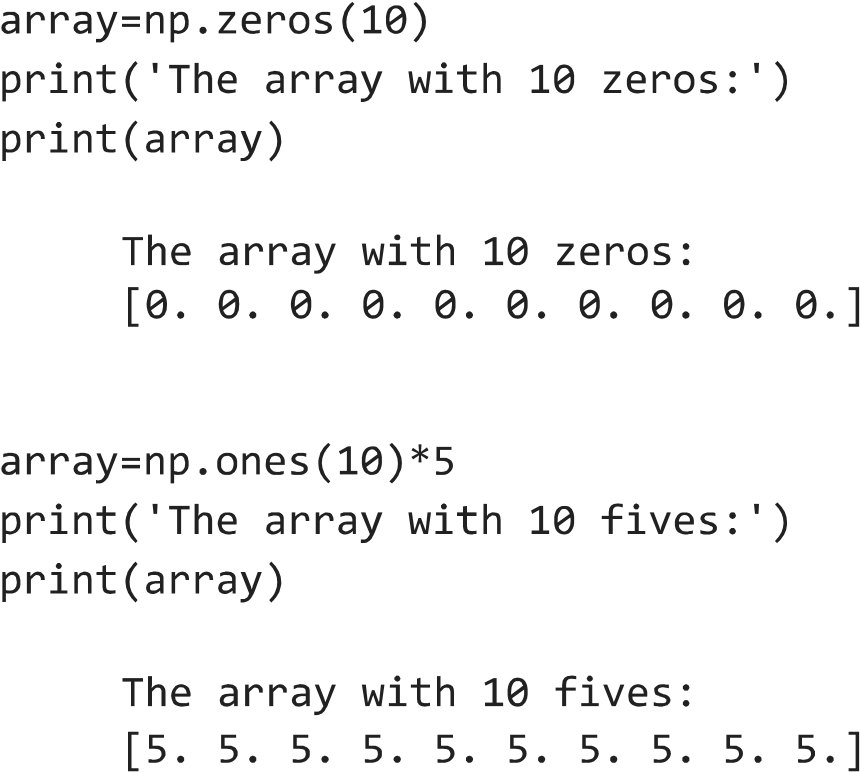 array=np.zeros(10)
print('The array with 10 zeros:')
print(array)
The array with 10 zeros:
[0. 0. 0. 0. 0. 0. 0. 0. 0. 0.]
array=np.ones(10)*5
print('The array with 10 fives:')
print(array)
The array with 10 fives:
[5. 5. 5. 5. 5. 5. 5. 5. 5. 5.]